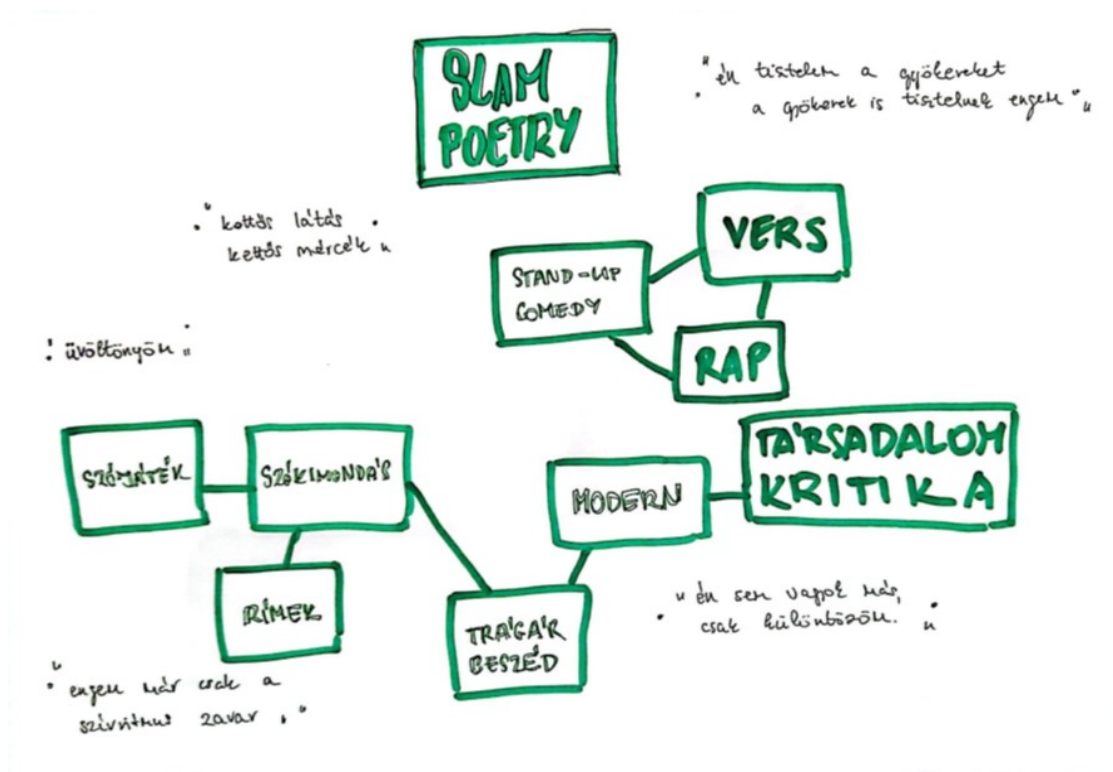 SLAM
POETRY
"én tisztelem a gyökereket
a gyökerek is tisztelnek engem"
"kettős látás
kettős mércék"
VERS
STAND-UP
COMEDY
RAP
"üvöltönyöm"
TÁRSADALOM
KRITIKA
SZÓJÁTÉK
SZÓKIMONDÁS
MODERN
RÍMEK
TRÁGÁR
BESZÉD
"én sem vagyok más,
csak különbözöm."
"engem már csak a
szívritmus zavar."